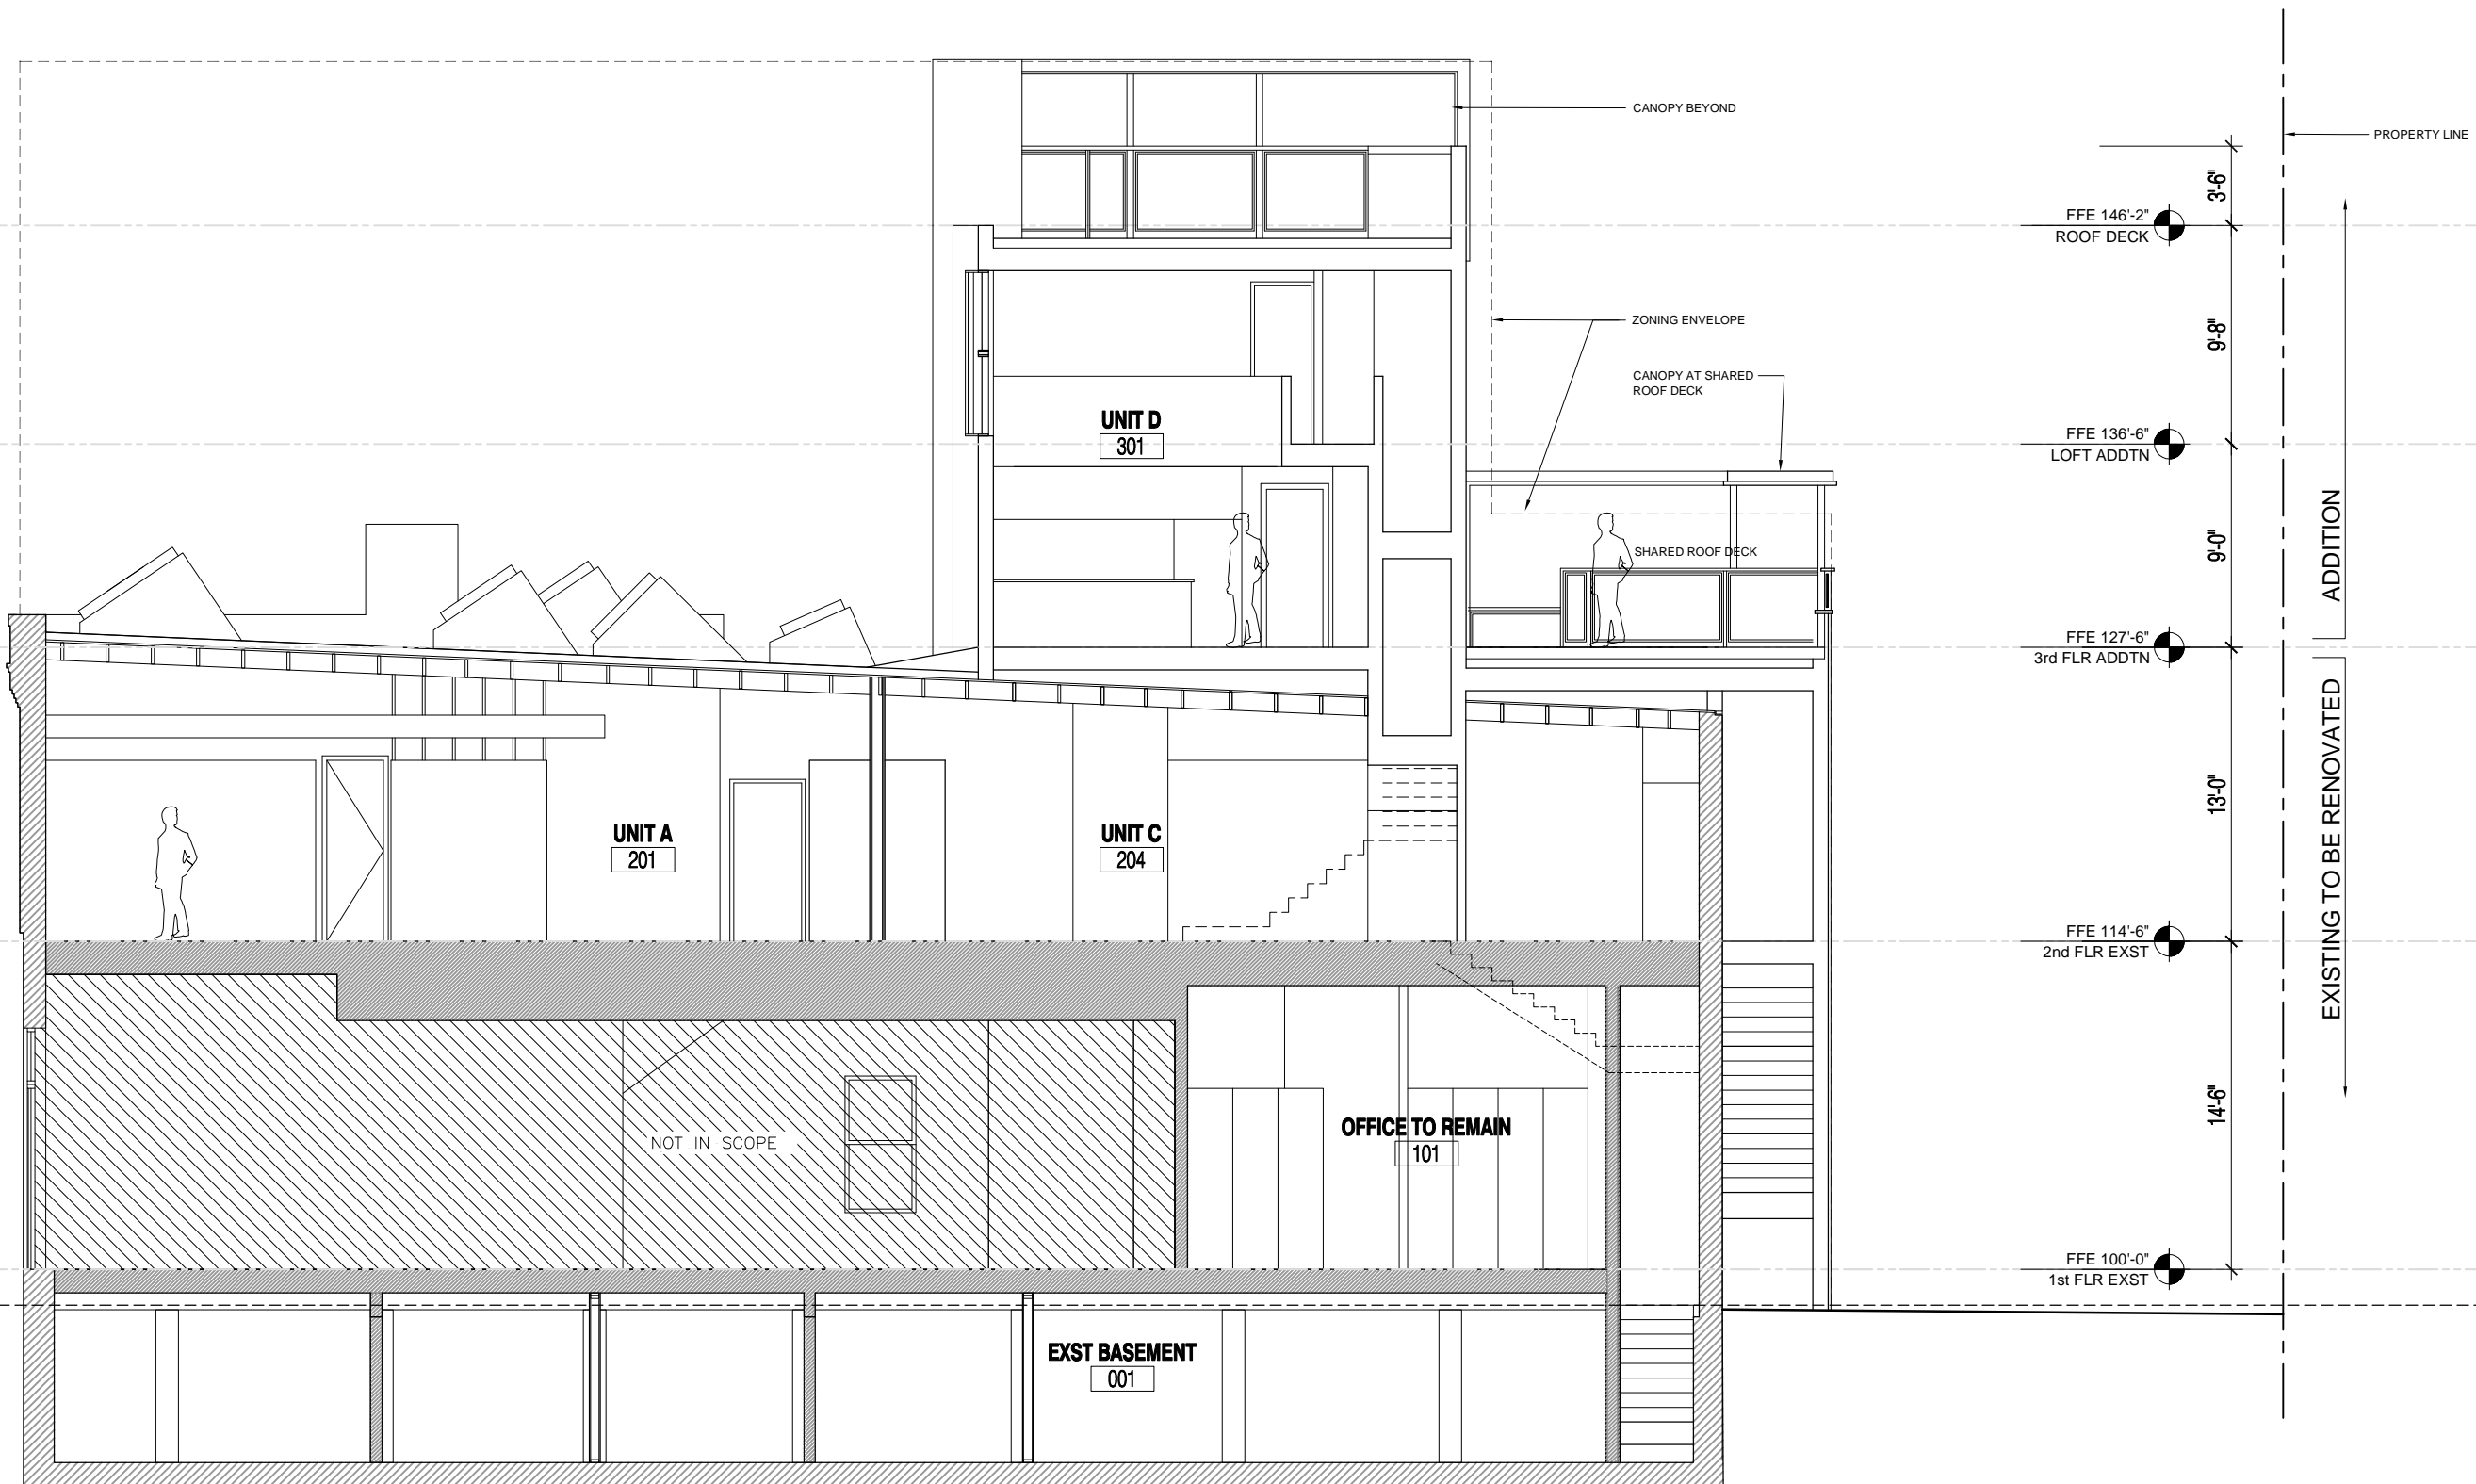 CANOPY BEYOND
PROPERTY LINE
3'-6"
FFE 146'-2"
ROOF DECK
9'-8"
ZONING ENVELOPE
CANOPY AT SHARED
ROOF DECK
UNIT D
301
FFE 136'-6"
LOFT ADDTN
ADDITION
9'-0"
SHARED ROOF DECK
FFE 127'-6"
3rd FLR ADDTN
EXISTING TO BE RENOVATED
13'-0"
UNIT A
201
UNIT C
204
FFE 114'-6"
2nd FLR EXST
14'-6"
NOT IN SCOPE
OFFICE TO REMAIN
101
FFE 100'-0"
1st FLR EXST
EXST BASEMENT
001